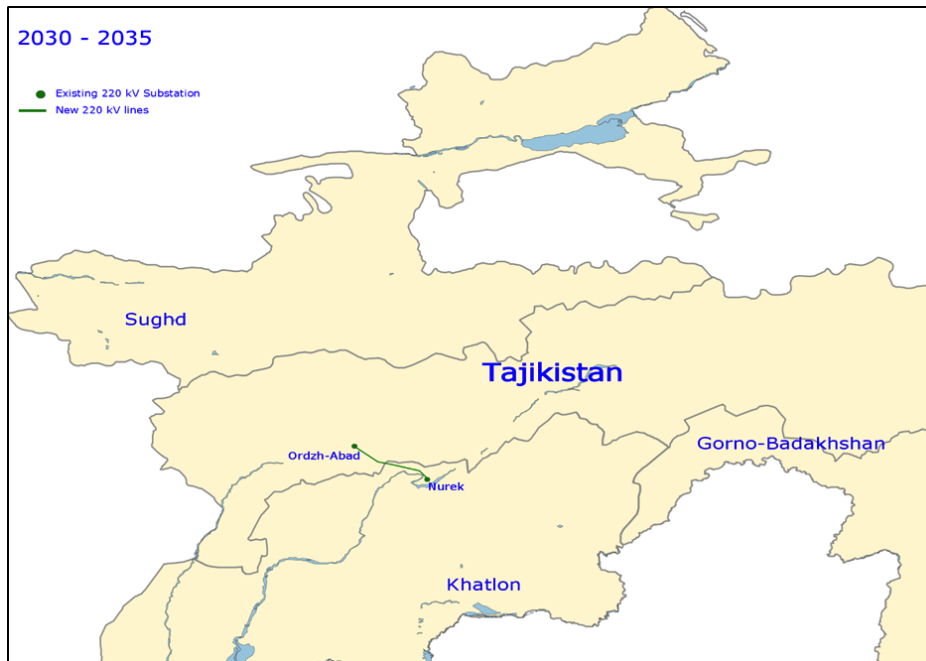 2030 - 2035
Existing 220 kV Substation
New 220 kV lines
Sughd
Tajikistan
Gorno-Badakhshan
Ordzh-Abad
Nurek
Khatlon